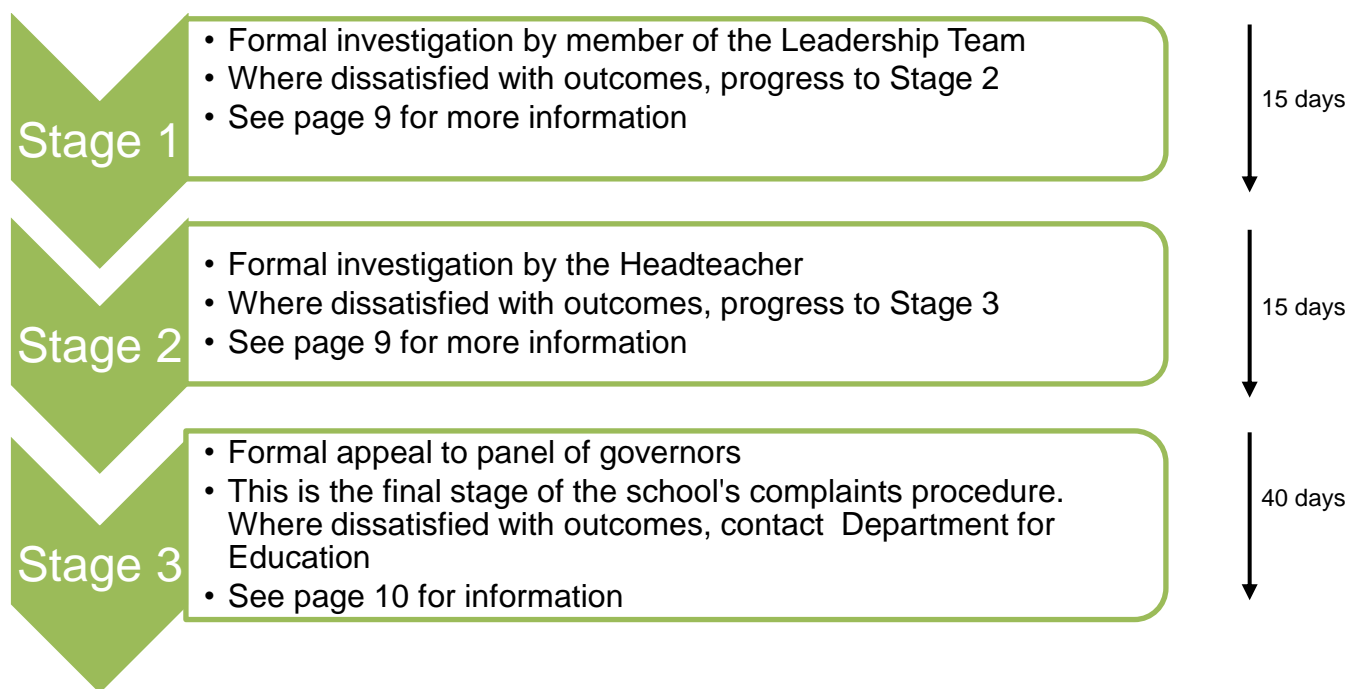 Stage 1
• Formal investigation by member of the Leadership Team
• Where dissatisfied with outcomes, progress to Stage 2
• See page 9 for more information
15 days
Stage 2
• Formal investigation by the Headteacher
• Where dissatisfied with outcomes, progress to Stage 3
• See page 9 for more information
15 days
Stage 3
• Formal appeal to panel of governors
• This is the final stage of the school's complaints procedure.
Where dissatisfied with outcomes, contact  Department for
Education
• See page 10 for information
40 days